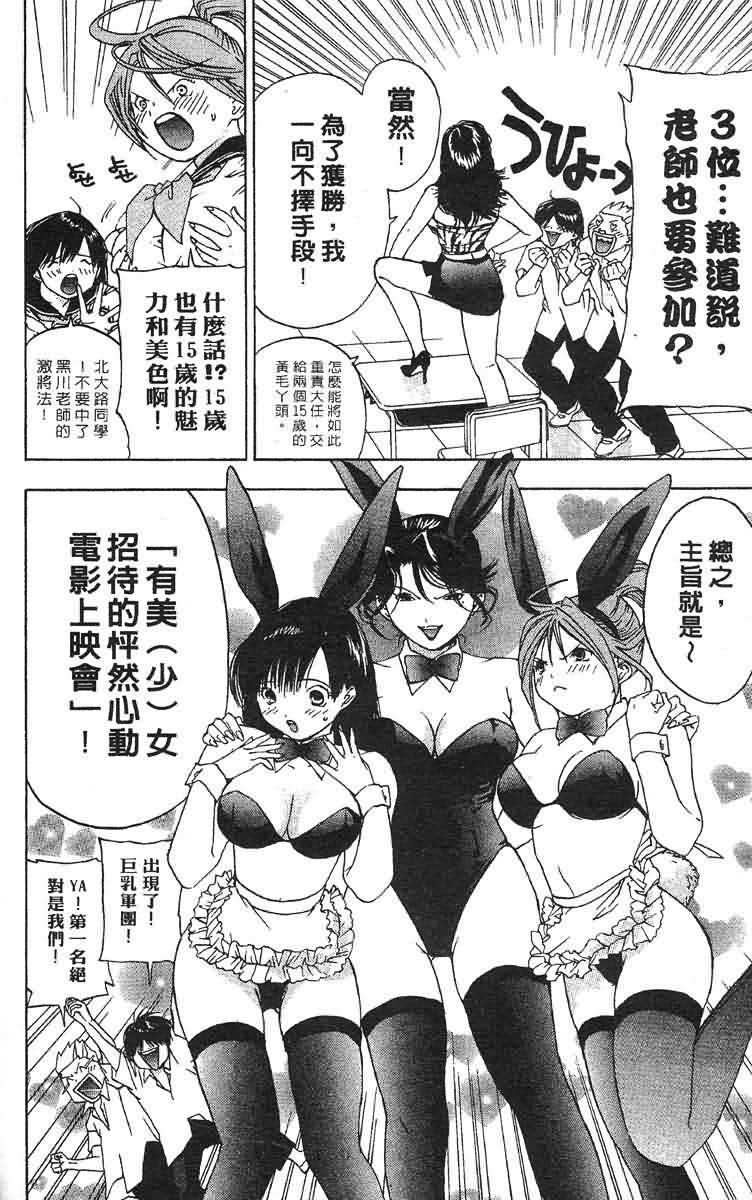 3位…難道說，
老師也要參加？
當然！
為了獲勝，我
一向不擇手段！
うひょーっ
怎麼能將如此
重責大任，交
給兩個15歲的
黃毛丫頭。
什麼話!?15歲
也有15歲的魅
力和美色啊！
よせ
よせ
北大路同學
！不要中了
黑川老師的
激將法！
總之，
主旨就是～
「有美（少）女
招待的怦然心動
電影上映會」！
出現了！
巨乳軍團！
YA！第一名絕
對是我們！